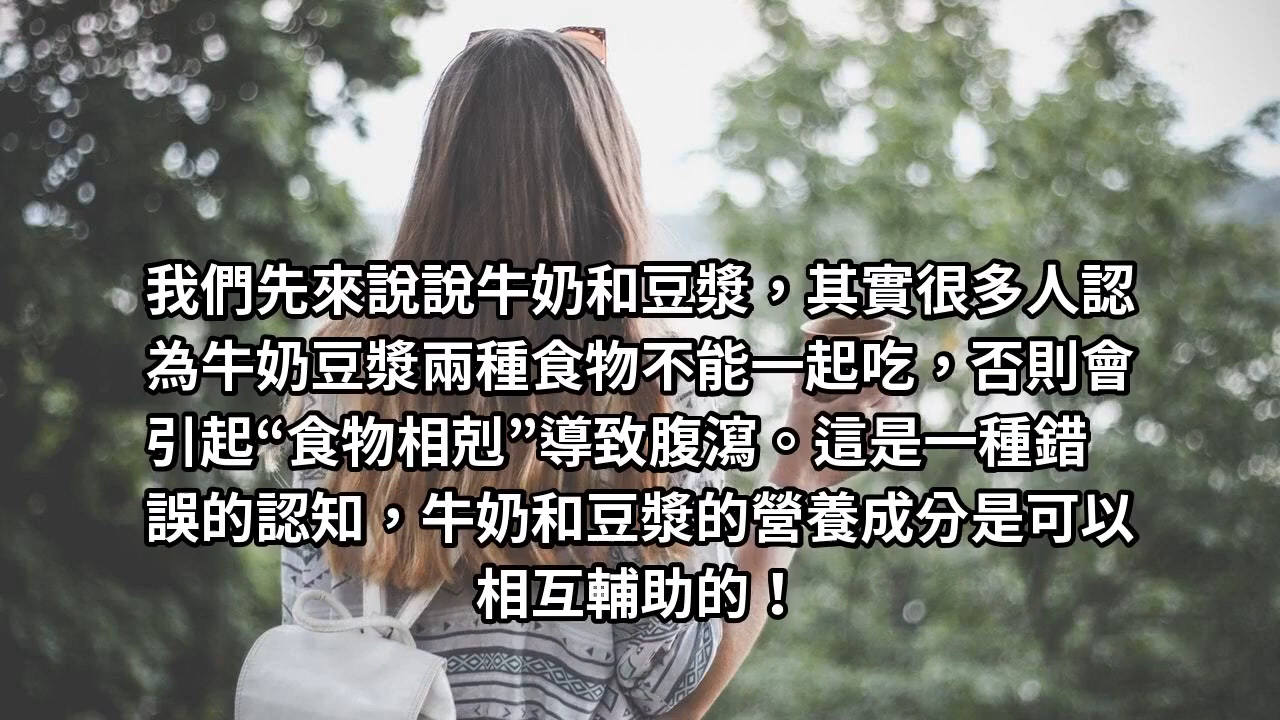 我們先來說說牛奶和豆漿，其實很多人認
為牛奶豆漿兩種食物不能一起吃，否則會
引起“食物相剋”導致腹瀉。這是一種錯
誤的認知，牛奶和豆漿的營養成分是可以
相互輔助的！